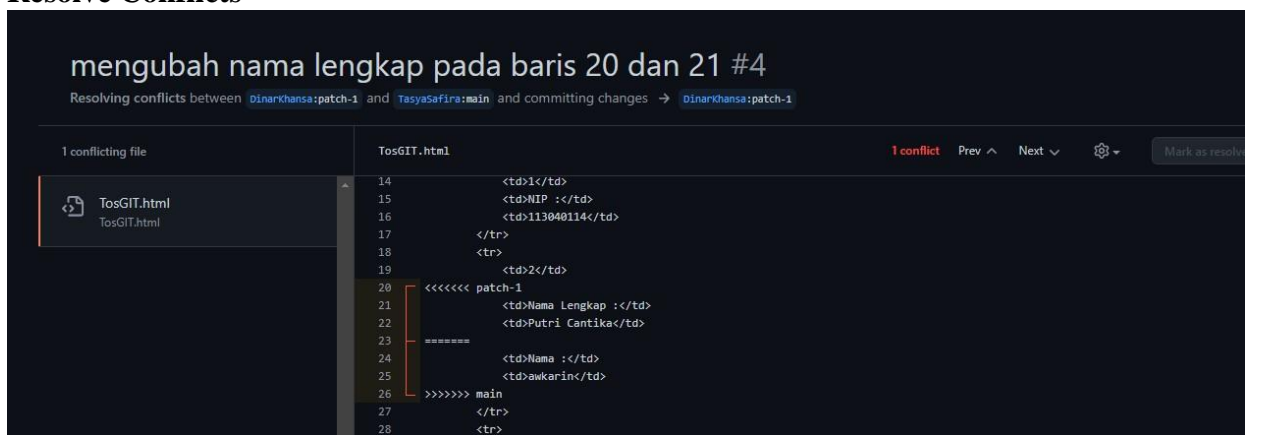 Resolve Conflicts
mengubah nama lengkap pada baris 20 dan 21 #4
Resolving conflicts between DinarKhansa:patch-1 and TasyaSafira:main and committing changes → DinarKhansa:patch-1
1 conflicting file
TosGIT.html
1 conflict Prev Next
Mark as resolve
TosGIT.html
TosGIT.html
14 <td>1</td>
15 <td>NIP :</td>
16 <td>113040114</td>
17 </tr>
18 <tr>
19 <td>2</td>
20 <<<<<<< patch-1
21 <td>Nama Lengkap :</td>
22 <td>Putri Cantika</td>
23 =======
24 <td>Nama :</td>
25 <td>awkarin</td>
26 >>>>>>> main
27 </tr>
28 <tr>